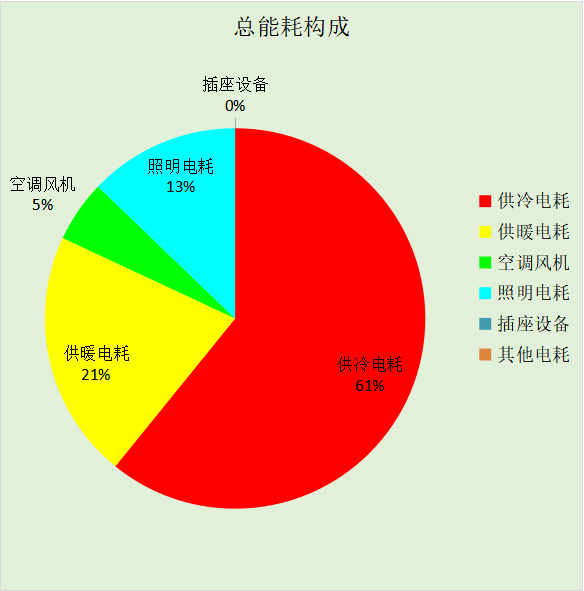 总能耗构成
插座设备
0%
照明电耗
13%
空调风机
5%
供暖电耗
21%
供冷电耗
61%
供冷电耗
供暖电耗
空调风机
照明电耗
插座设备
其他电耗